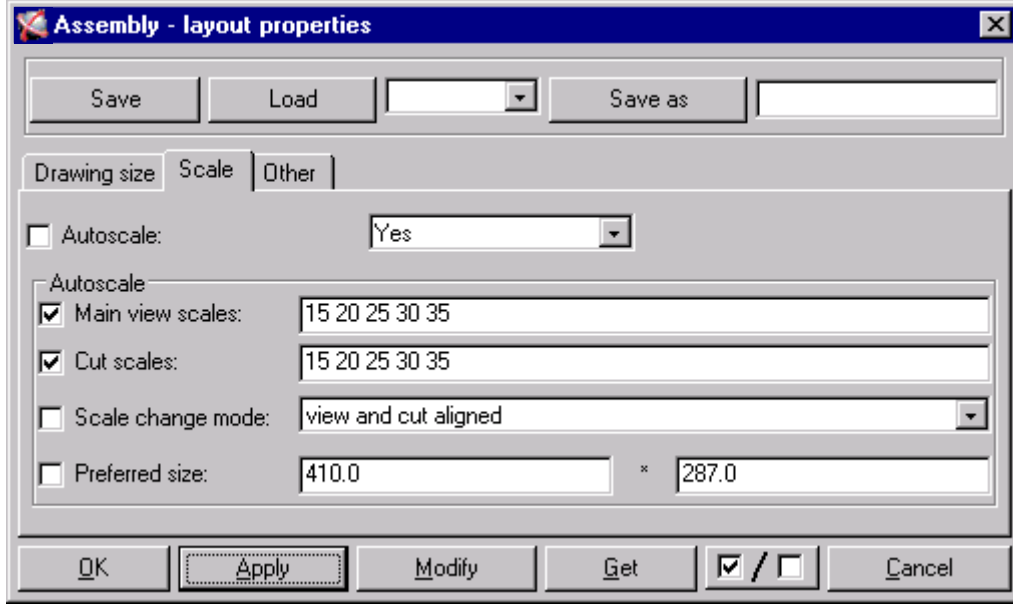 Assembly - layout properties
Save Load Save as
Drawing size Scale Other
Autoscale: Yes
Autoscale
Main view scales: 15 20 25 30 35
Cut scales: 15 20 25 30 35
Scale change mode: view and cut aligned
Preferred size: 410.0 * 287.0
OK Apply Modify Get / Cancel